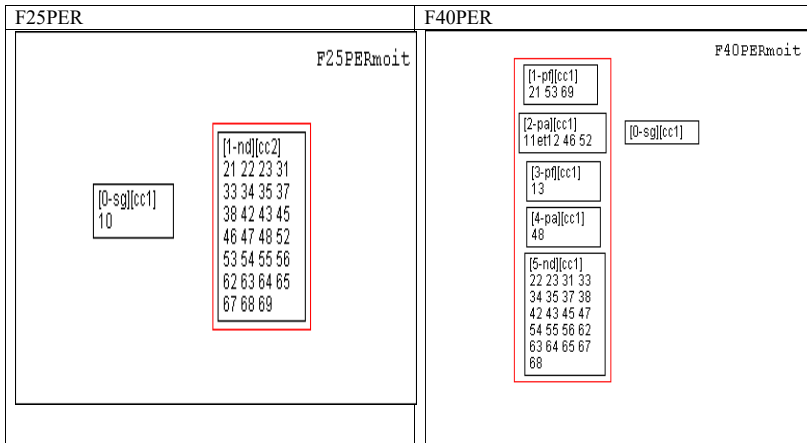 F25PER
F25PERmoit
[0-sg][cc1]
10
[1-nd][cc2]
21 22 23 31
33 34 35 37
38 42 43 45
46 47 48 52
53 54 55 56
62 63 64 65
67 68 69
F40PER
F40PERmoit
[1-pf][cc1]
21 53 69
[2-pa][cc1]
11et12 46 52
[0-sg][cc1]
[3-pf][cc1]
13
[4-pa][cc1]
48
[5-nd][cc1]
22 23 31 33
34 35 37 38
42 43 45 47
54 55 56 62
63 64 65 67
68